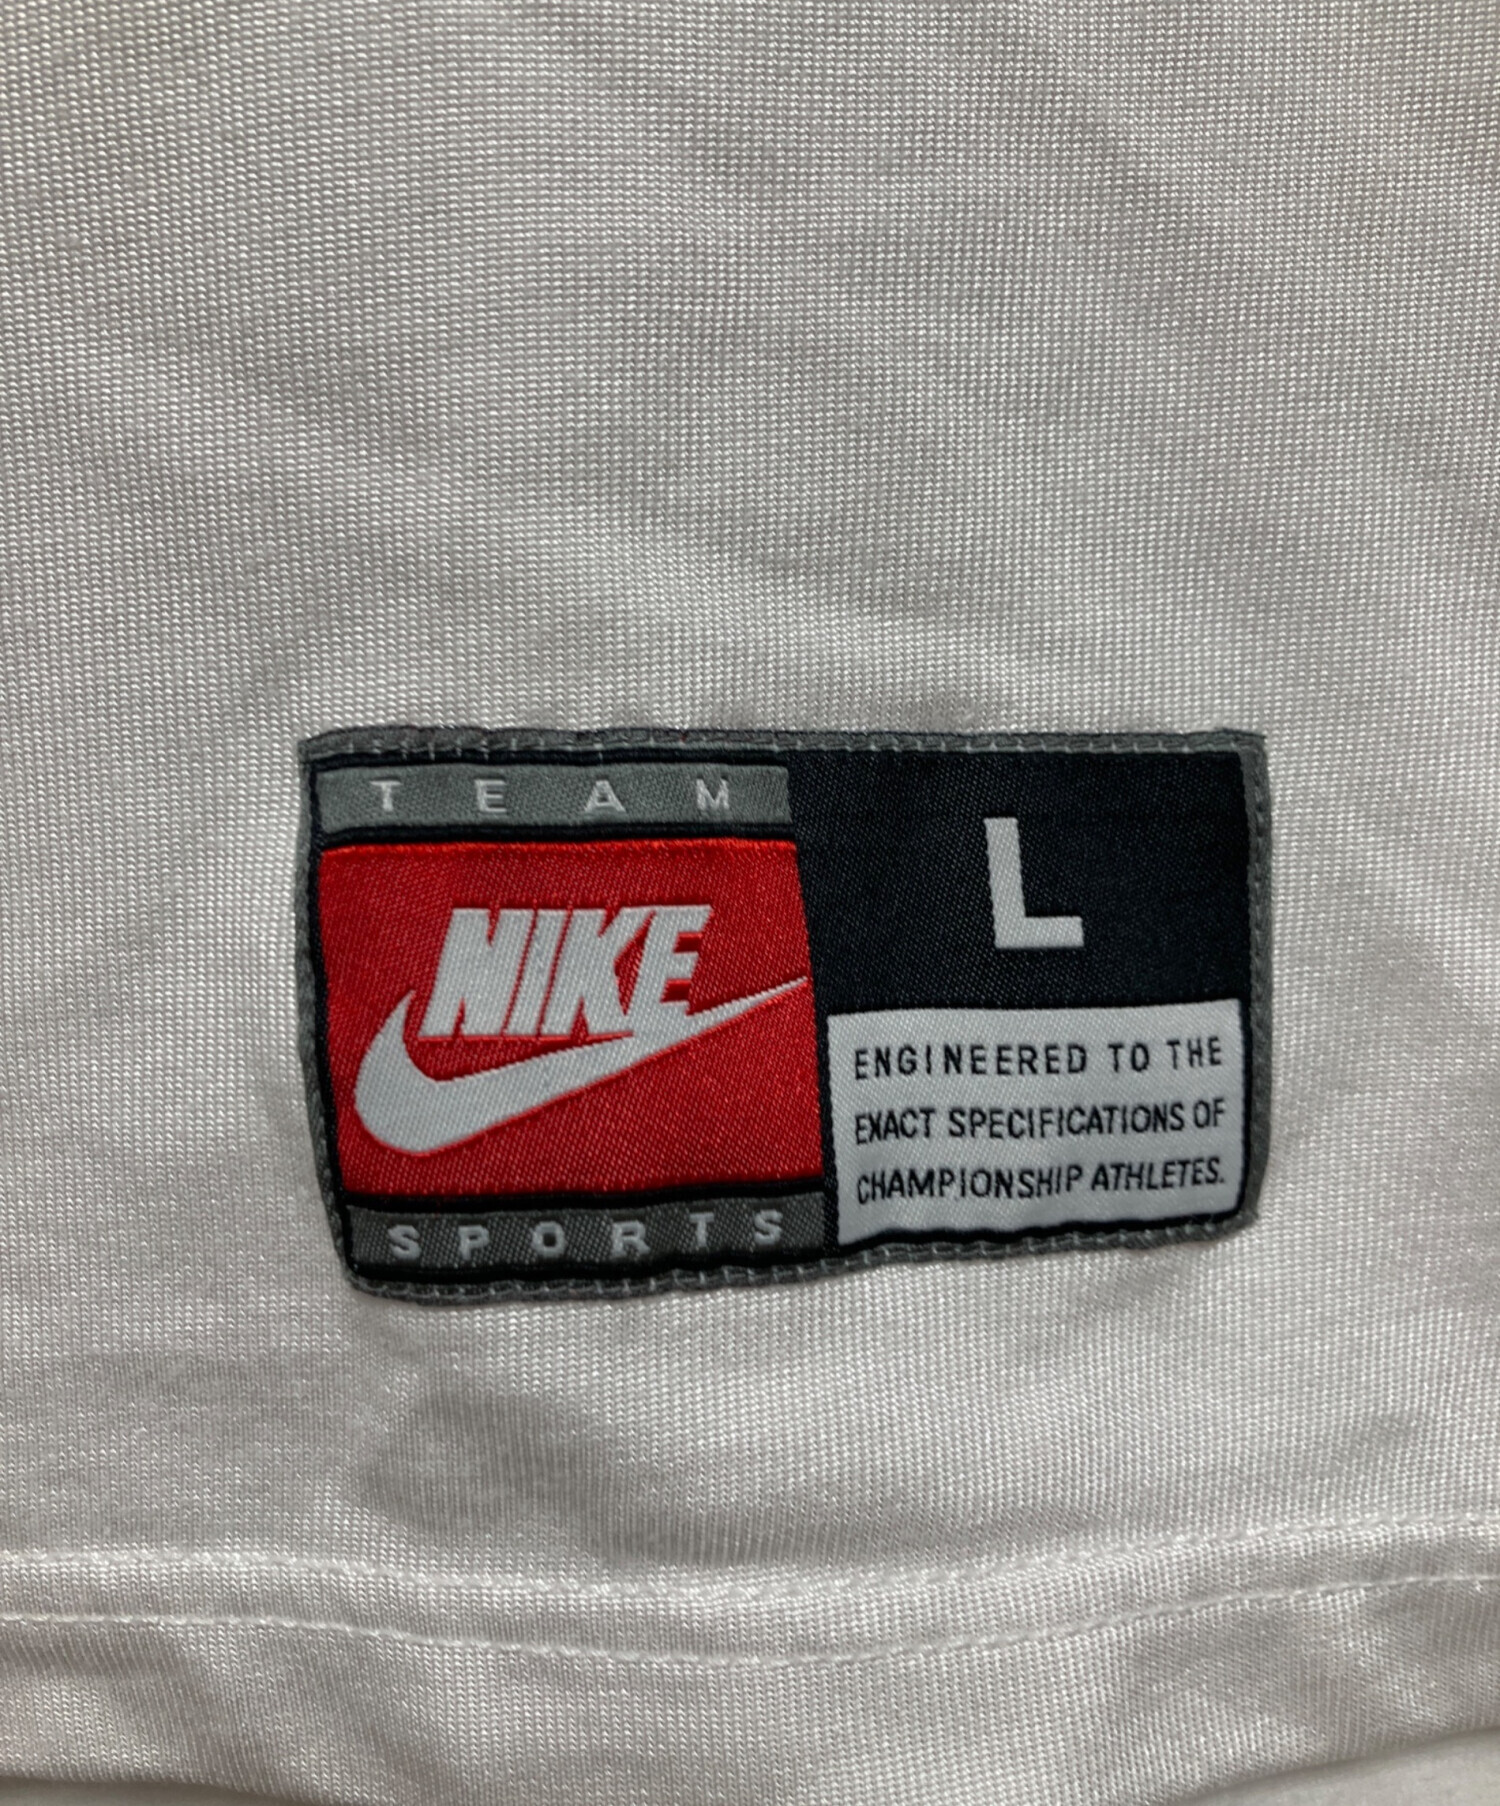 TEAM
NIKE
SPORTS
L
ENGINEERED TO THE
EXACT SPECIFICATIONS OF
CHAMPIONSHIP ATHLETES.